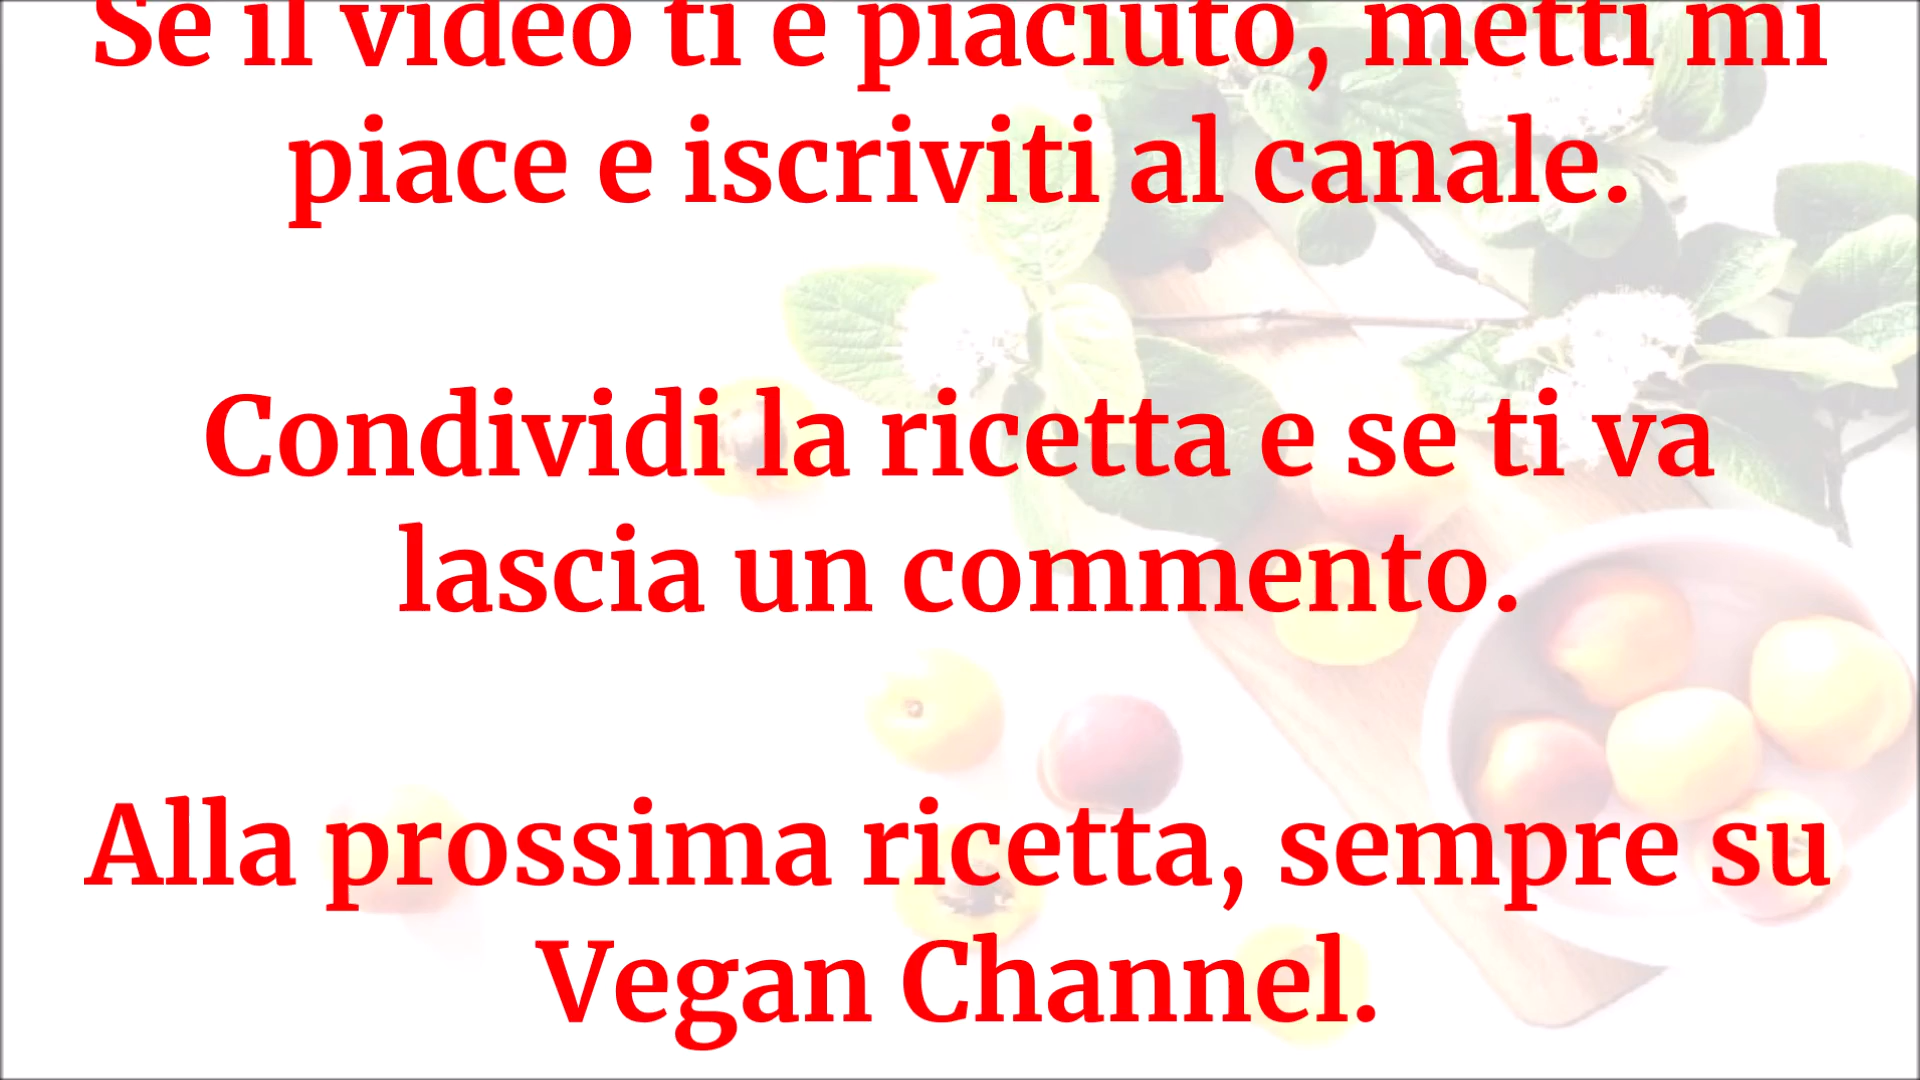 Se il video ti è piaciuto, metti mi
piace e iscriviti al canale.
Condividi la ricetta e se ti va
lascia un commento.
Alla prossima ricetta, sempre su
Vegan Channel.